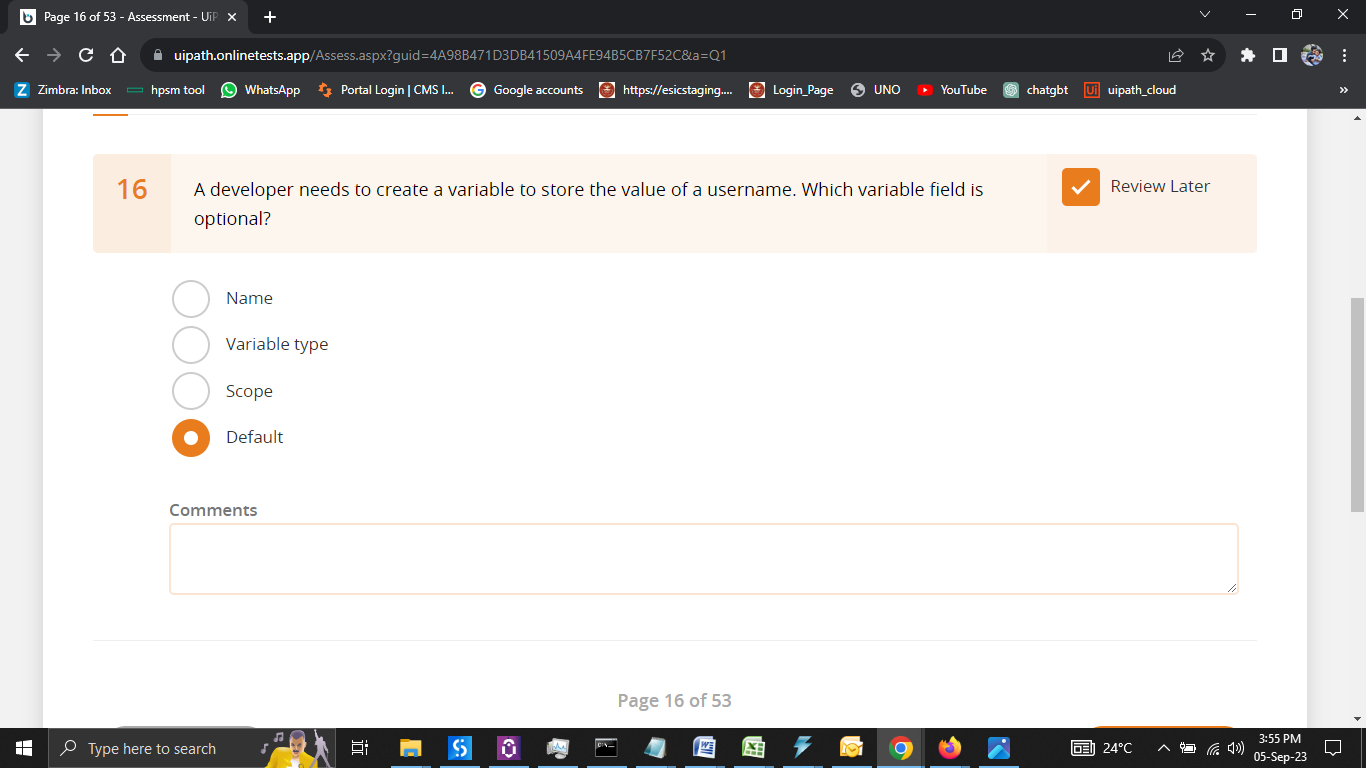 Page 16 of 53 - Assessment - UiP
uipath.onlinetests.app/Assess.aspx?guid=4A98B471D3DB41509A4FE94B5CB7F52C&a=Q1
Zimbra: Inbox
hpsm tool
WhatsApp
Portal Login | CMS I...
Google accounts
https://esicstaging....
Login_Page
UNO
YouTube
chatgbt
uipath_cloud
16
A developer needs to create a variable to store the value of a username. Which variable field is
optional?
Review Later
Name
Variable type
Scope
Default
Comments
Page 16 of 53
Type here to search
24°C
3:55 PM
05-Sep-23